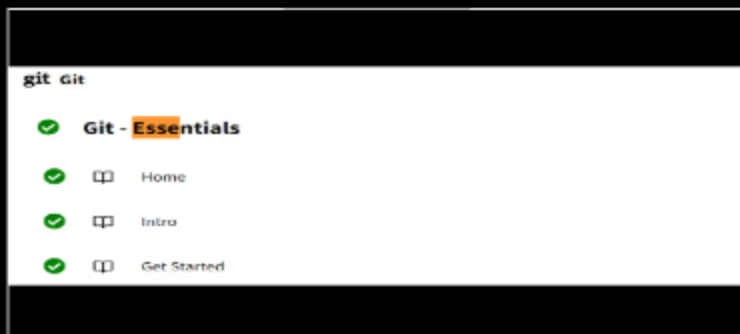 git Git
Git - Essentials
Home
Intro
Get Started